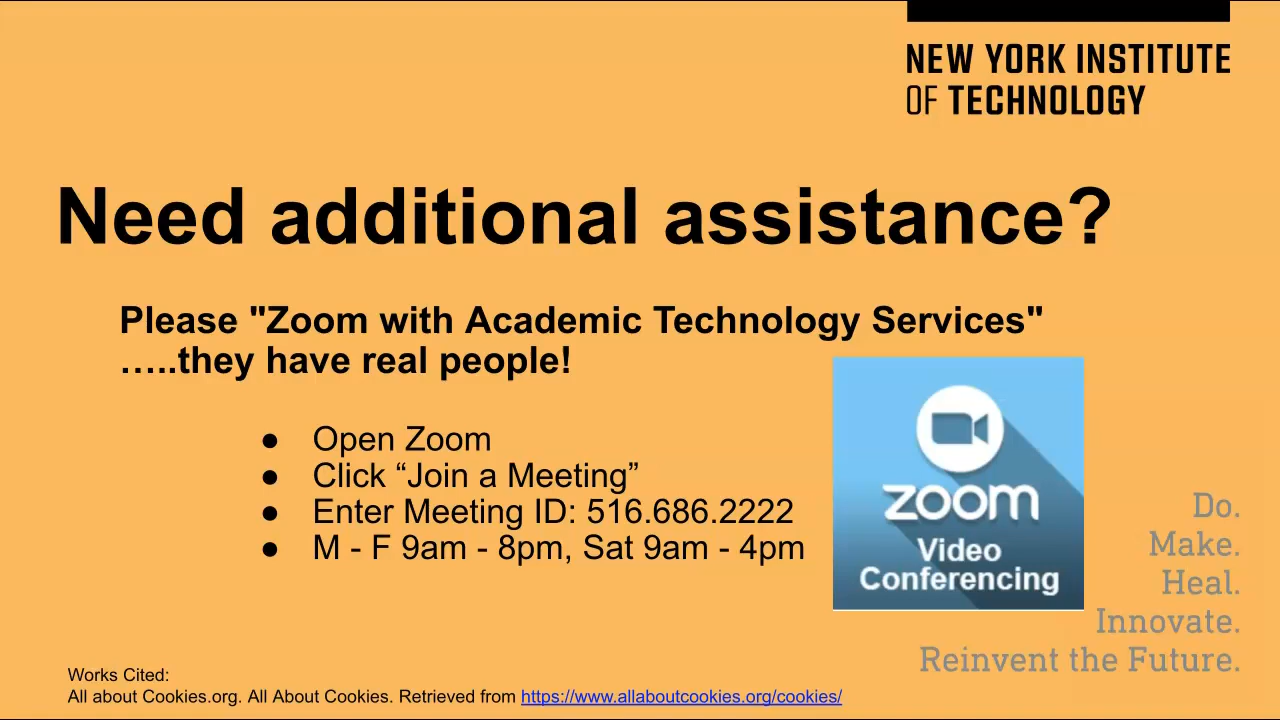 NEW YORK INSTITUTE
OF TECHNOLOGY
Need additional assistance?
Please "Zoom with Academic Technology Services"
…..they have real people!
● Open Zoom
● Click “Join a Meeting”
● Enter Meeting ID: 516.686.2222
● M - F 9am - 8pm, Sat 9am - 4pm
zoom
Video
Conferencing
Do.
Make.
Heal.
Innovate.
Reinvent the Future.
Works Cited:
All about Cookies.org. All About Cookies. Retrieved from https://www.allaboutcookies.org/cookies/